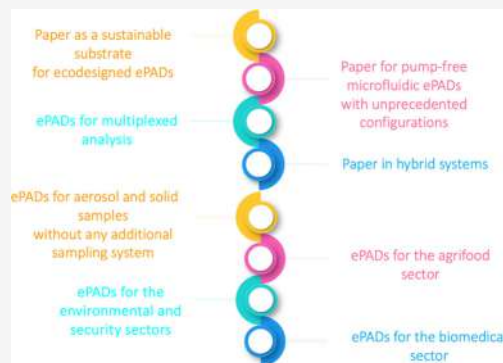 Paper as a sustainable
substrate
for ecodesigned ePADs
Paper for pump-free
microfluidic ePADs
with unprecedented
configurations
ePADs for multiplexed
analysis
Paper in hybrid systems
ePADs for aerosol and solid
samples
without any additional
sampling system
ePADs for the agrifood
sector
ePADs for the
environmental and
security sectors
ePADs for the biomedical
sector